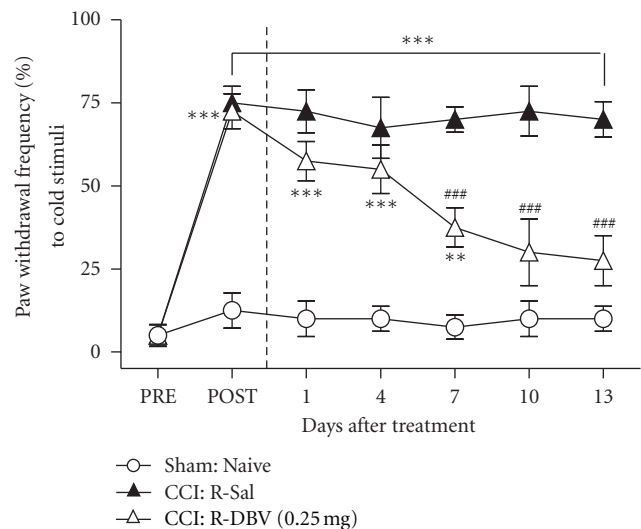 Paw withdrawal frequency (%)
to cold stimuli
100
75
50
25
0
***
***
***
***
###
**
###
###
PRE POST 1 4 7 10 13
Days after treatment
Sham: Naive
CCI: R-Sal
CCI: R-DBV (0.25 mg)